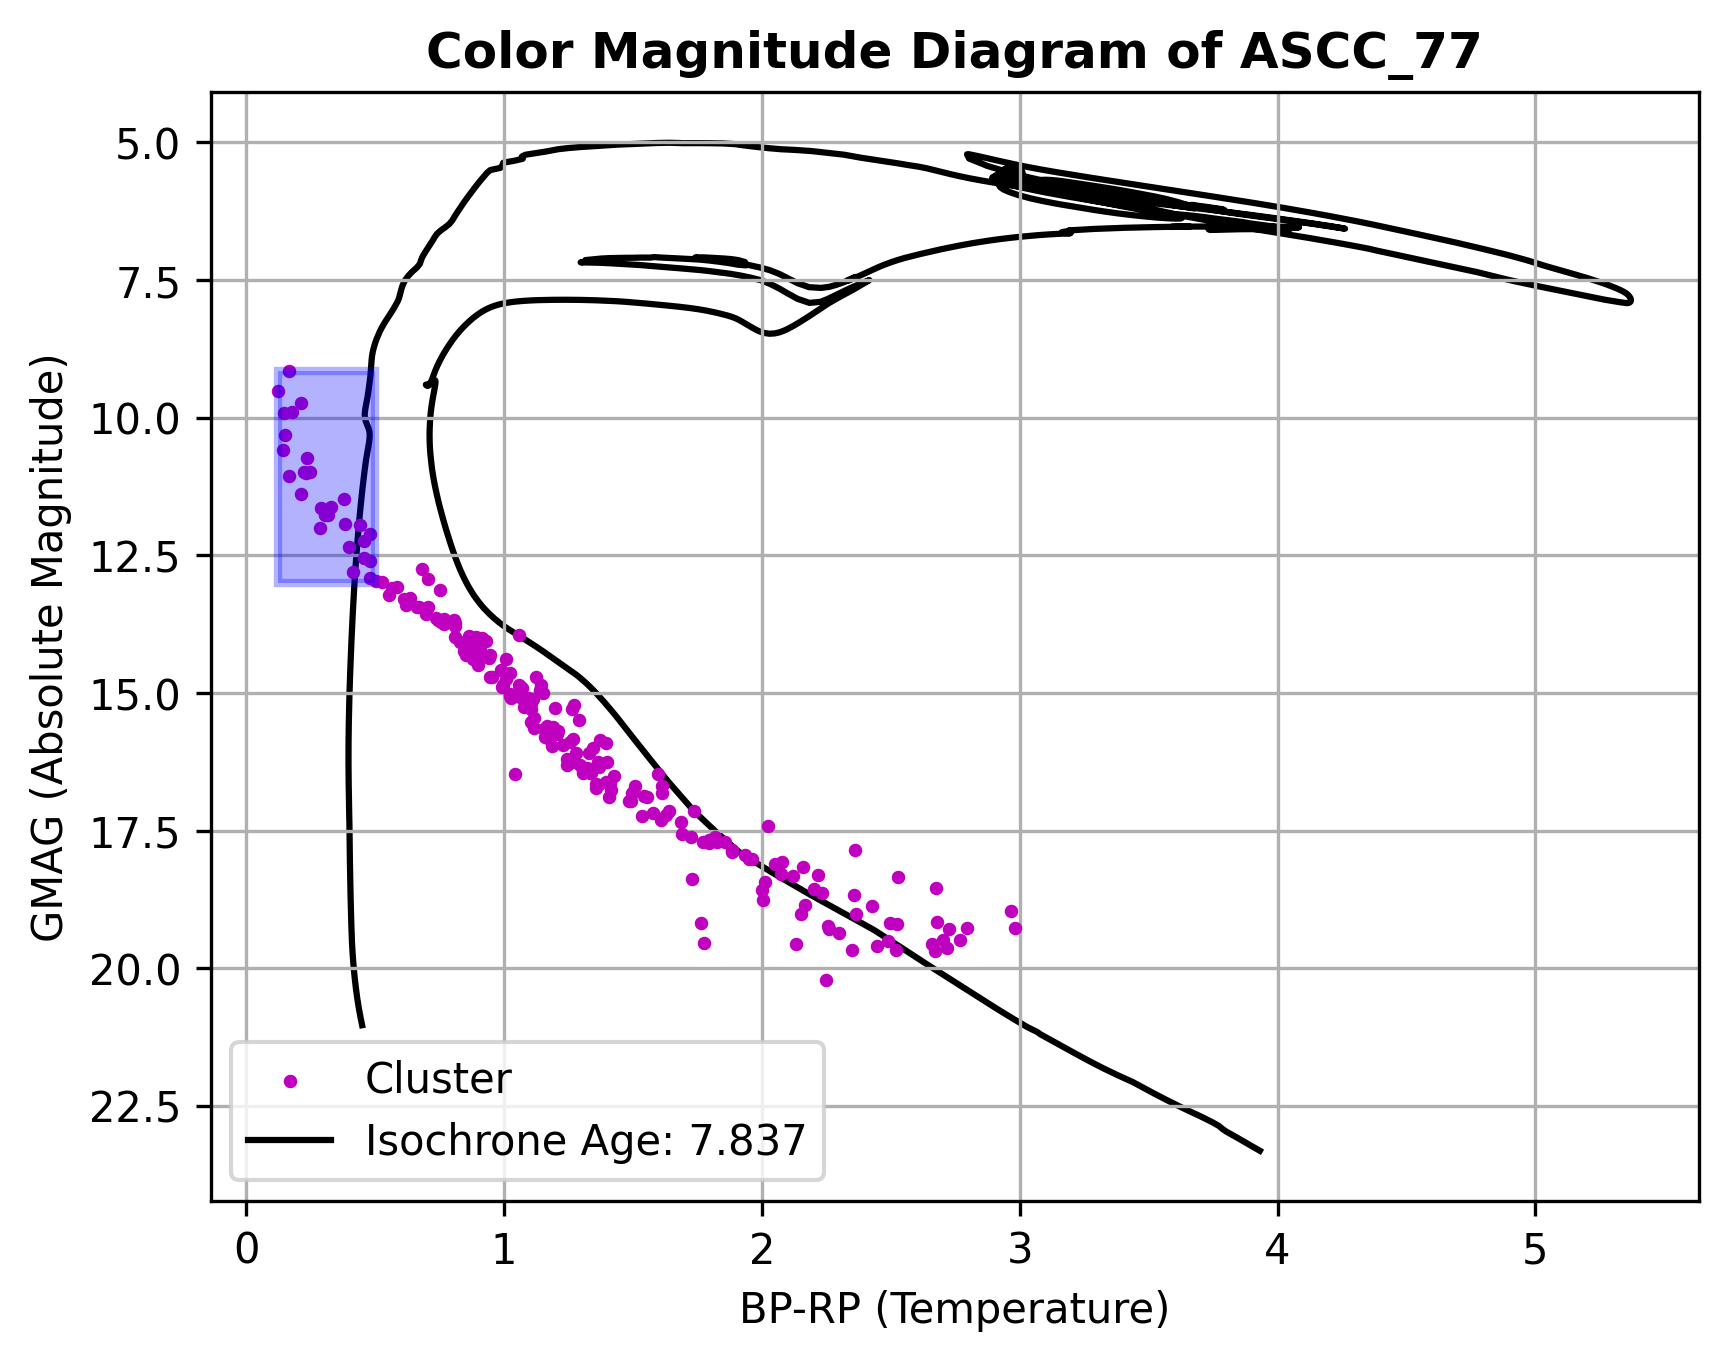 Color Magnitude Diagram of ASCC_77
GMAG (Absolute Magnitude)
5.0
7.5
10.0
12.5
15.0
17.5
20.0
22.5
Cluster
Isochrone Age: 7.837
0 1 2 3 4 5
BP-RP (Temperature)